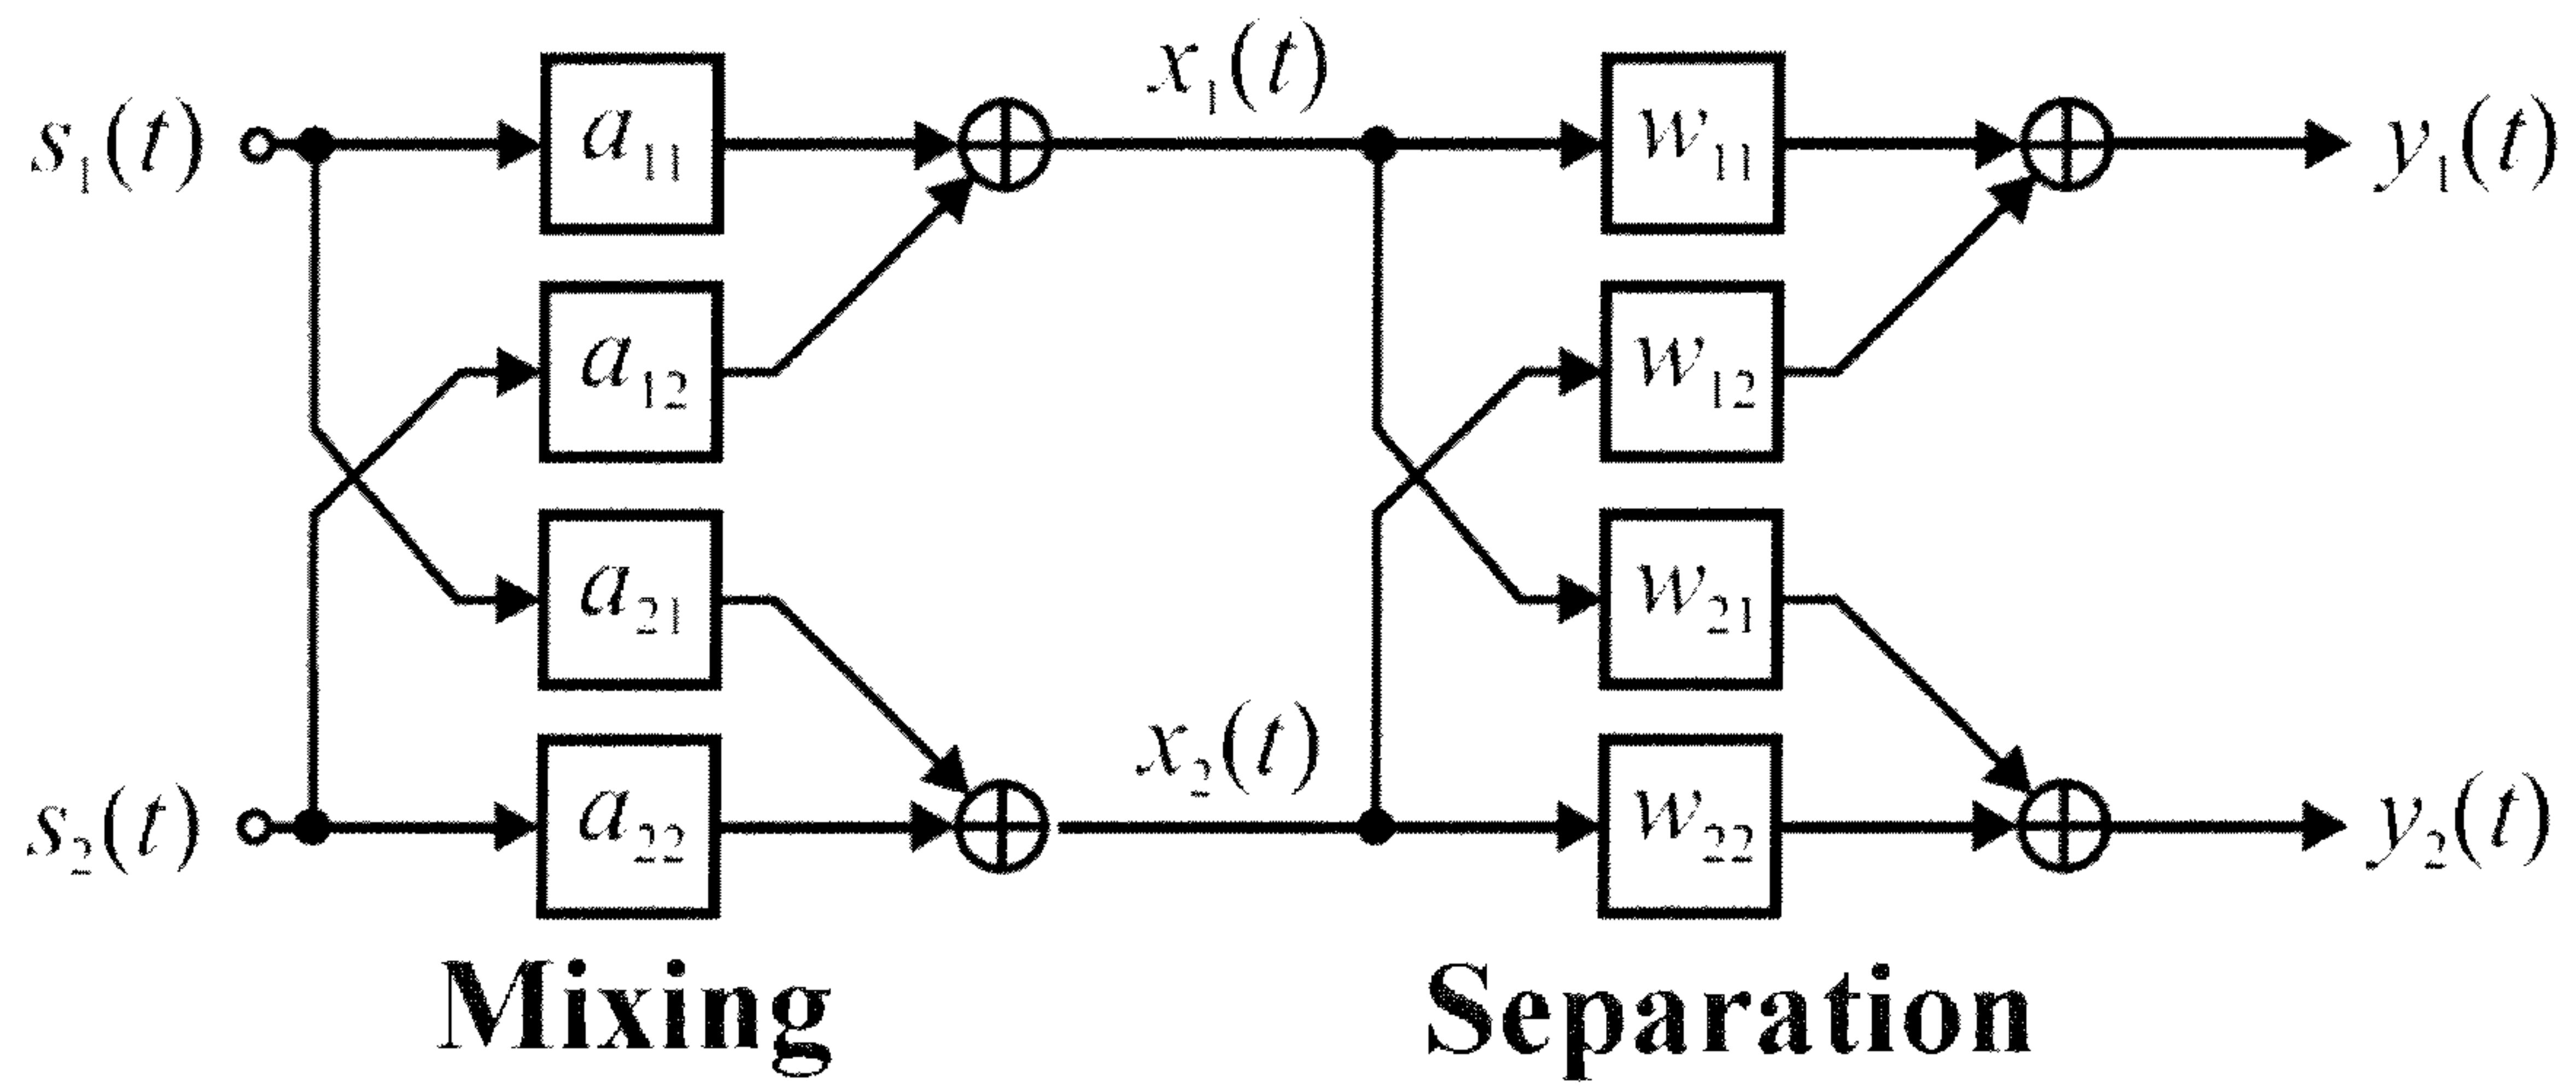 x₁(t)
s₁(t) a₁₁ w₁₁ y₁(t)
a₁₂ w₁₂
a₂₁ w₂₁
x₂(t)
s₂(t) a₂₂ w₂₂ y₂(t)
Mixing Separation